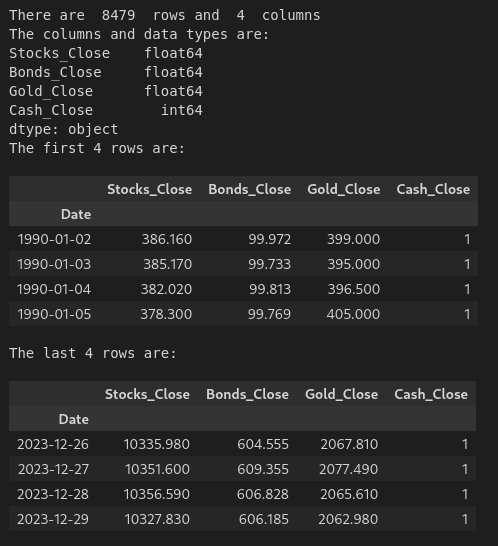 There are  8479  rows and  4  columns
The columns and data types are:
Stocks_Close    float64
Bonds_Close     float64
Gold_Close      float64
Cash_Close        int64
dtype: object
The first 4 rows are:
Stocks_Close Bonds_Close Gold_Close Cash_Close
Date
1990-01-02 386.160 99.972 399.000 1
1990-01-03 385.170 99.733 395.000 1
1990-01-04 382.020 99.813 396.500 1
1990-01-05 378.300 99.769 405.000 1
The last 4 rows are:
Stocks_Close Bonds_Close Gold_Close Cash_Close
Date
2023-12-26 10335.980 604.555 2067.810 1
2023-12-27 10351.600 609.355 2077.490 1
2023-12-28 10356.590 606.828 2065.610 1
2023-12-29 10327.830 606.185 2062.980 1